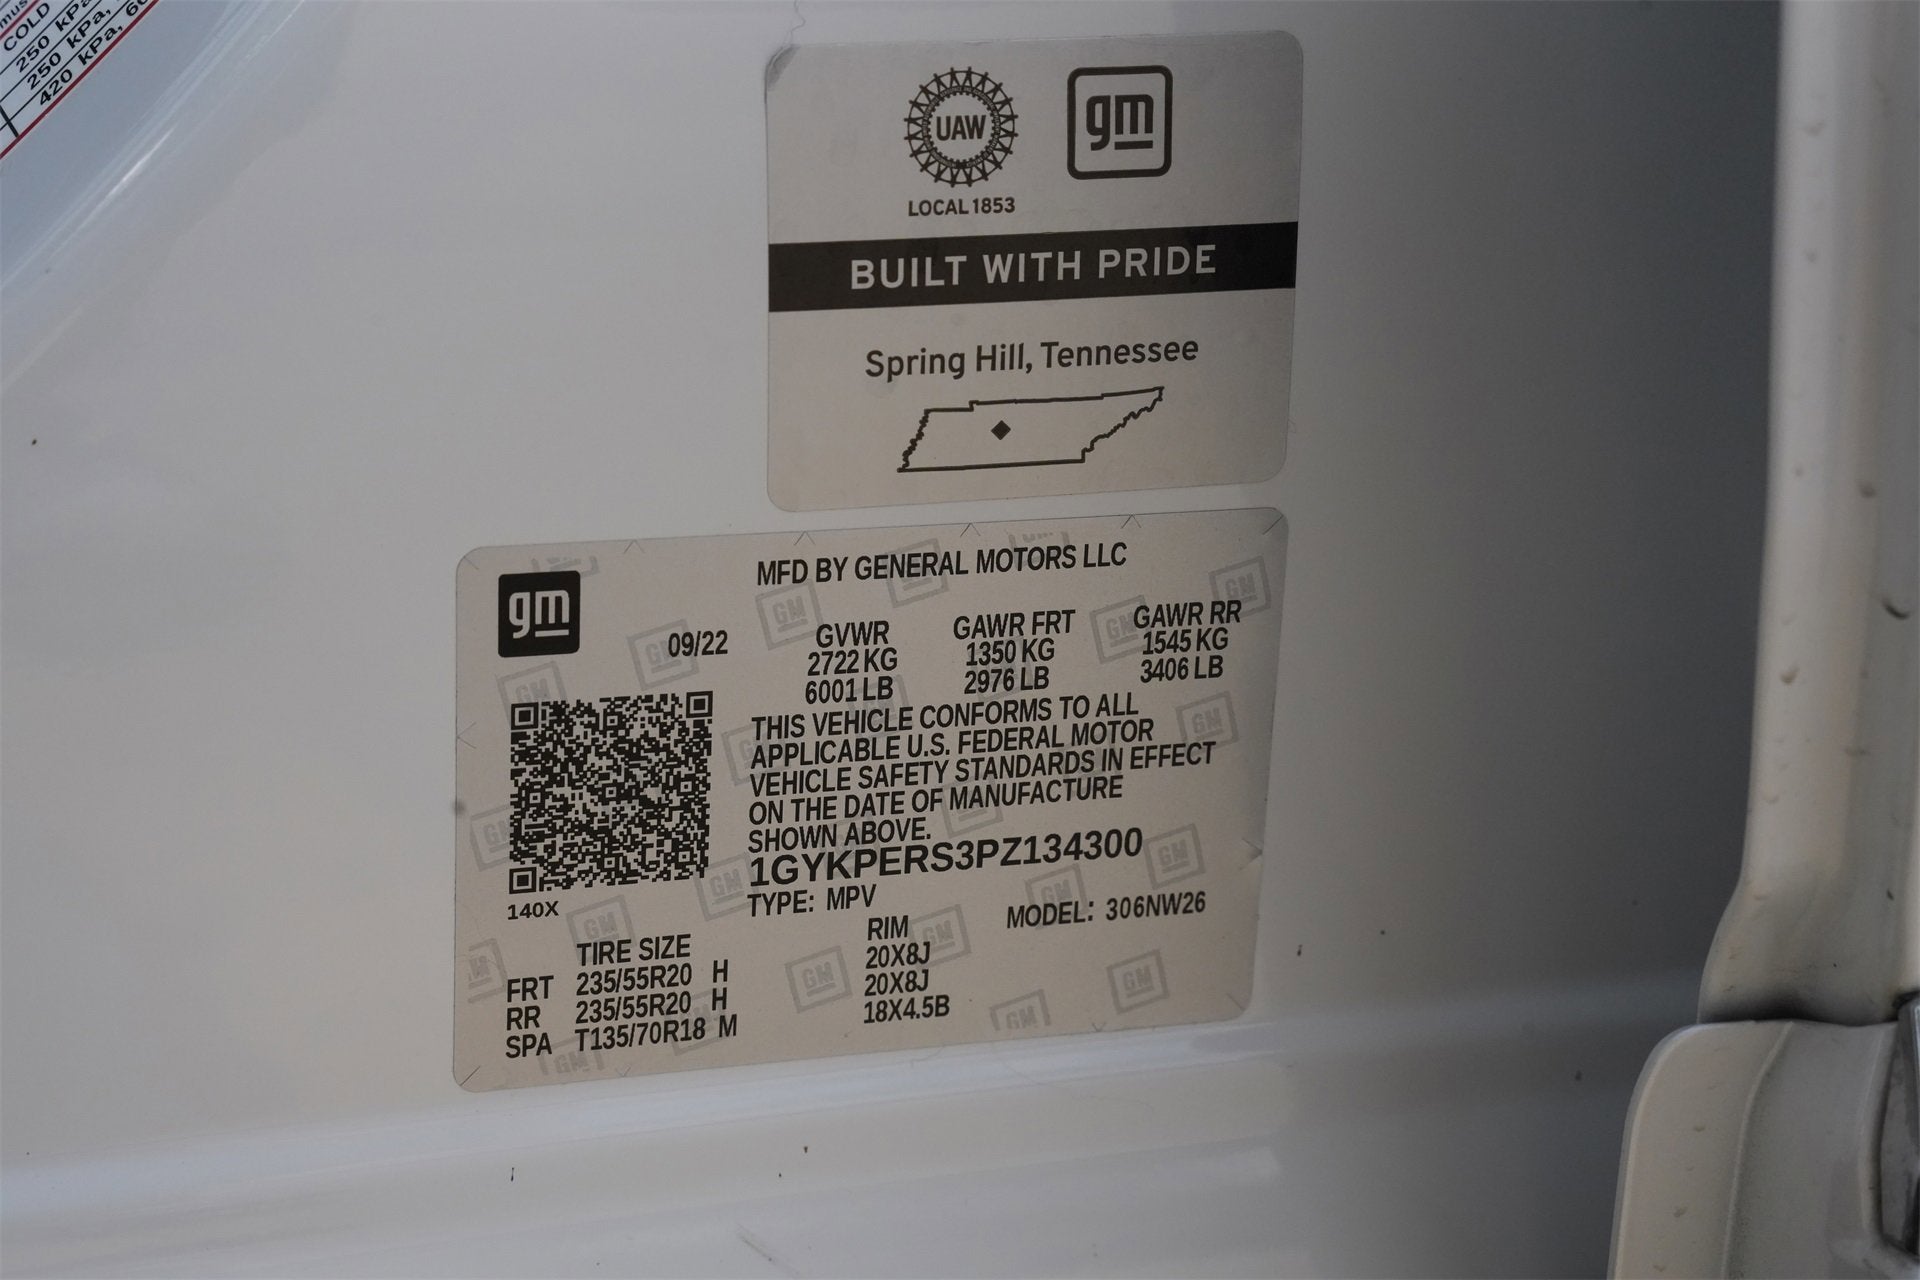 COLD
250 kPa,
250 kPa,
420 kPa, 60
UAW
gm
LOCAL 1853
BUILT WITH PRIDE
Spring Hill, Tennessee
gm
MFD BY GENERAL MOTORS LLC
09/22
GVWR GAWR FRT GAWR RR
2722 KG 1350 KG 1545 KG
6001 LB 2976 LB 3406 LB
THIS VEHICLE CONFORMS TO ALL
APPLICABLE U.S. FEDERAL MOTOR
VEHICLE SAFETY STANDARDS IN EFFECT
ON THE DATE OF MANUFACTURE
SHOWN ABOVE.
1GYKPERS3PZ134300
140X
TYPE: MPV MODEL: 306NW26
TIRE SIZE RIM
FRT 235/55R20 H 20X8J
RR 235/55R20 H 20X8J
SPA T135/70R18 M 18X4.5B